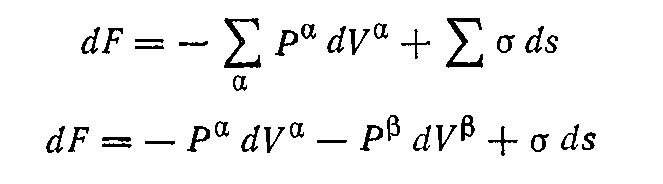 dF = − ∑_α P^α dV^α + ∑ σ ds
dF = − P^α dV^α − P^β dV^β + σ ds